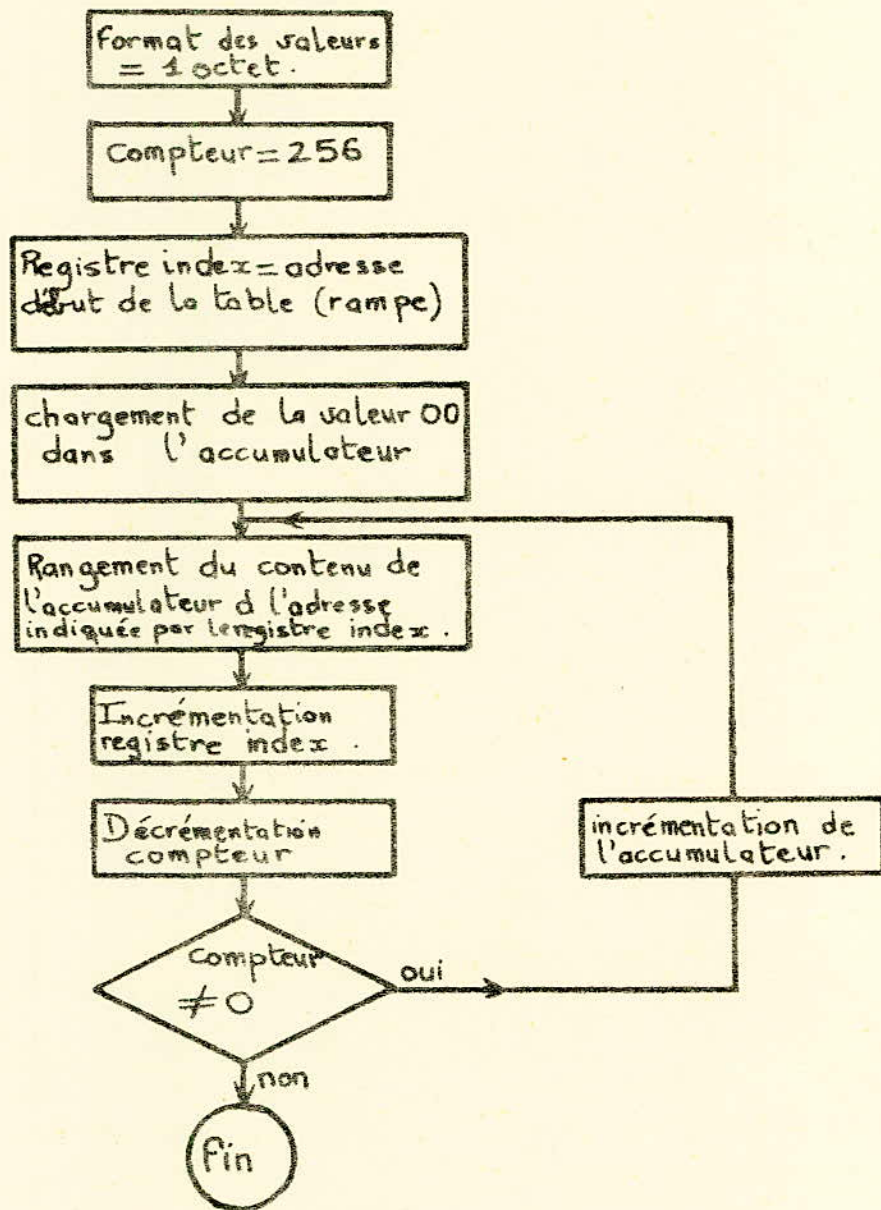 format des valeurs
= 1 octet.
Compteur = 256
Registre index = adresse
début de la table (rampe)
chargement de la valeur 00
dans l'accumulateur
Rangement du contenu de
l'accumulateur à l'adresse
indiquée par le registre index.
Incrémentation
registre index.
Décrémentation
compteur
incrémentation de
l'accumulateur.
Compteur
≠ 0
oui
non
Fin